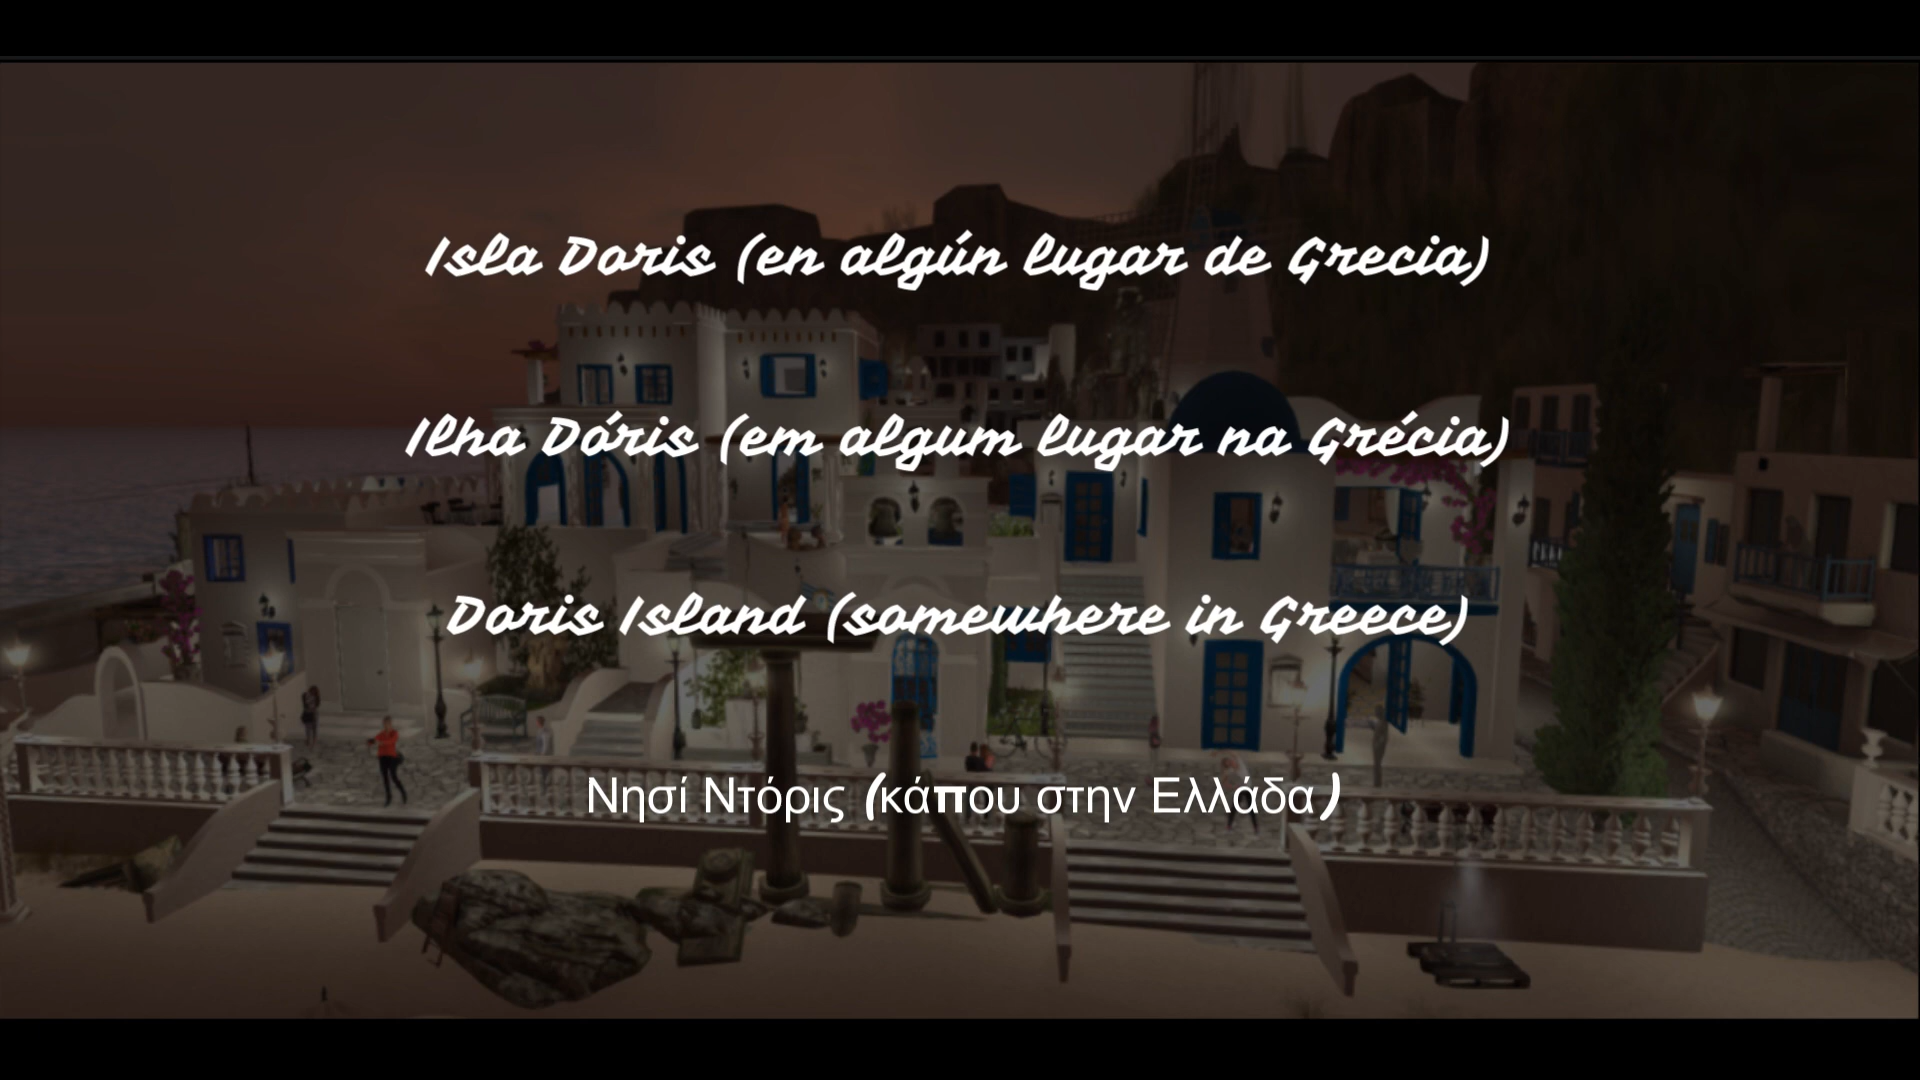 Isla Doris (en algún lugar de Grecia)
Ilha Dóris (em algum lugar na Grécia)
Doris Island (somewhere in Greece)
Νησί Ντόρις (κάπου στην Ελλάδα)